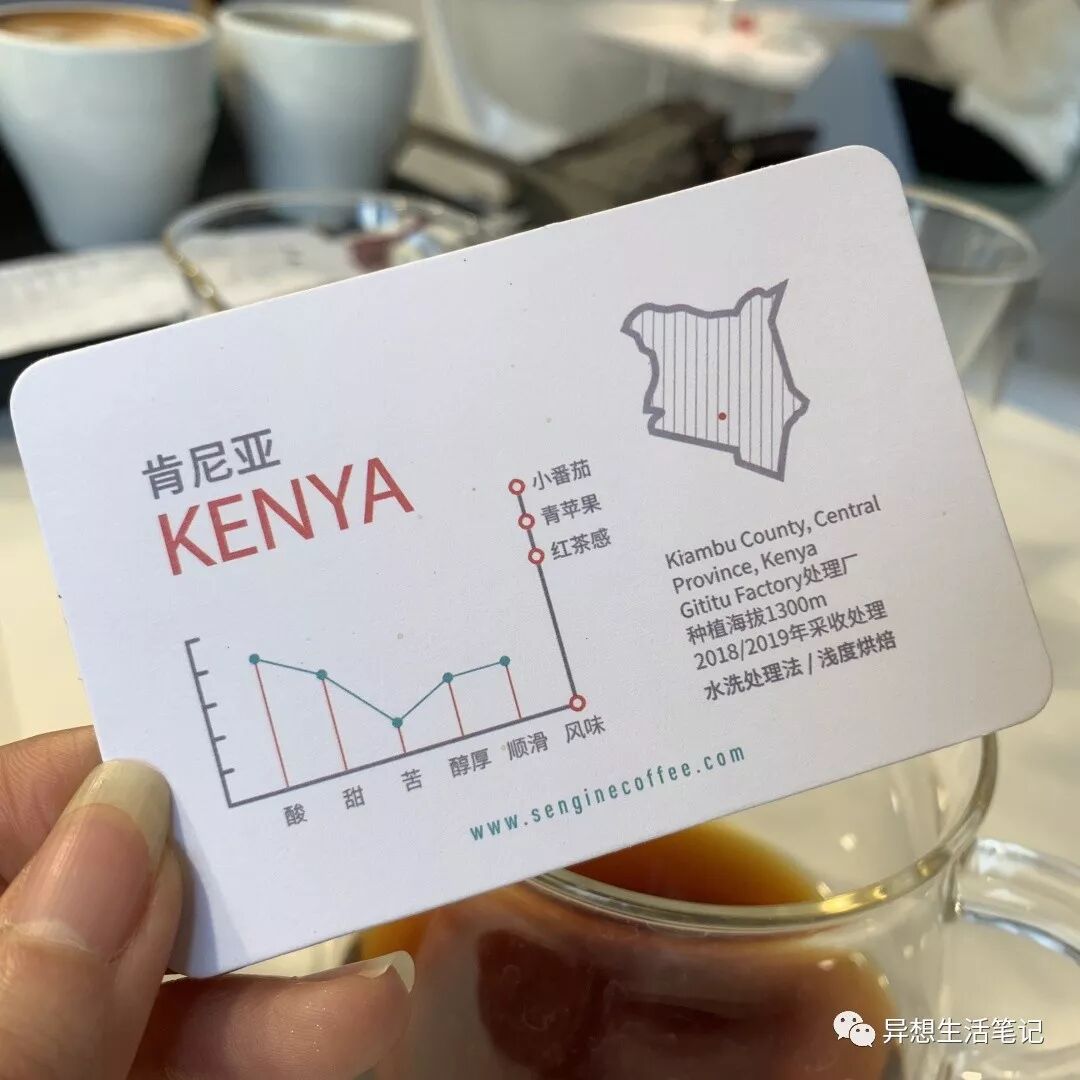 肯尼亚
KENYA
小番茄
青苹果
红茶感
酸
甜
苦
醇厚
顺滑
风味
Kiambu County, Central
Province, Kenya
Gititu Factory处理厂
种植海拔1300m
2018/2019年采收处理
水洗处理法 / 浅度烘焙
www.senginecoffee.com
异想生活笔记